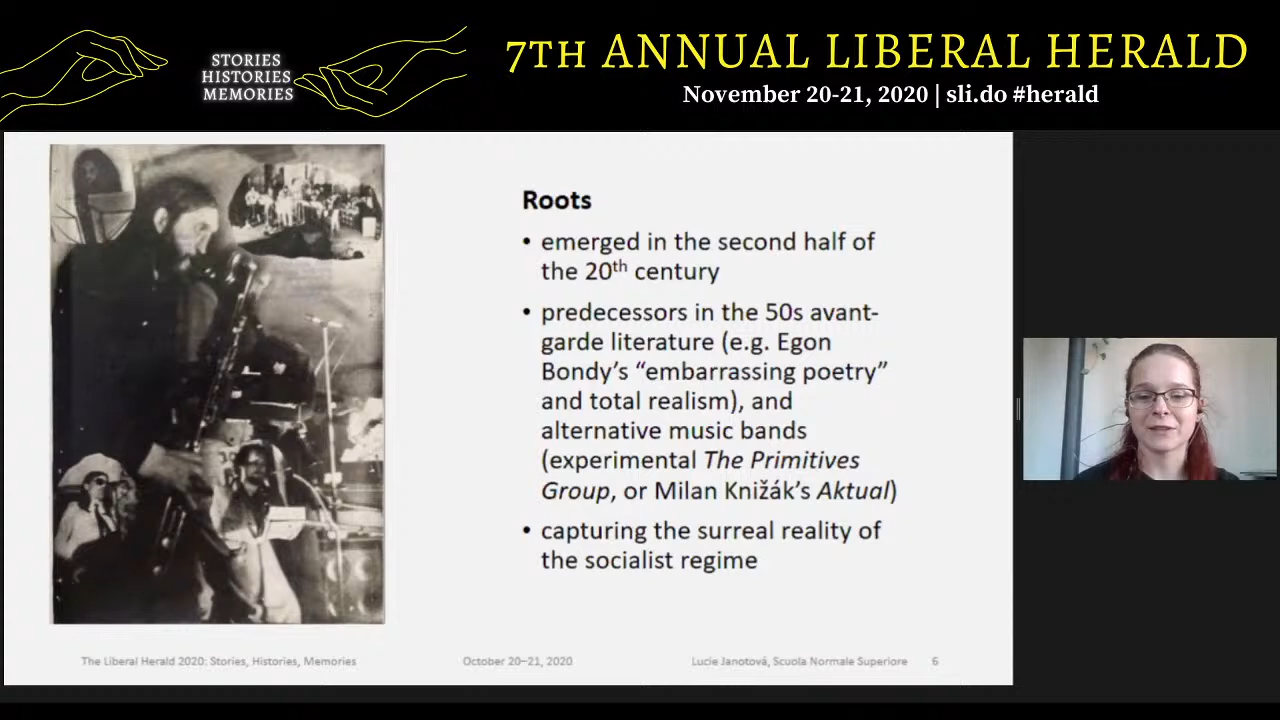 STORIES
HISTORIES
MEMORIES
7TH ANNUAL LIBERAL HERALD
November 20-21, 2020 | sli.do #herald
Roots
• emerged in the second half of
the 20th century
• predecessors in the 50s avant-
garde literature (e.g. Egon
Bondy’s “embarrassing poetry”
and total realism), and
alternative music bands
(experimental The Primitives
Group, or Milan Knižák’s Aktual)
• capturing the surreal reality of
the socialist regime
The Liberal Herald 2020: Stories, Histories, Memories
October 20–21, 2020
Lucie Janotová, Scuola Normale Superiore
6